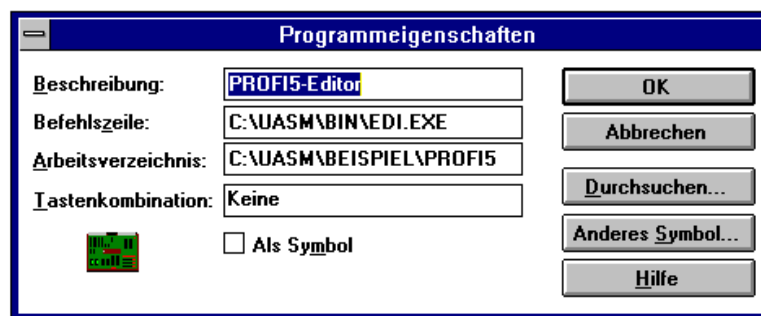 Programmeigenschaften
Beschreibung: PROFI5-Editor
Befehlszeile: C:\UASM\BIN\EDI.EXE
Arbeitsverzeichnis: C:\UASM\BEISPIEL\PROFI5
Tastenkombination: Keine
Als Symbol
OK
Abbrechen
Durchsuchen...
Anderes Symbol...
Hilfe